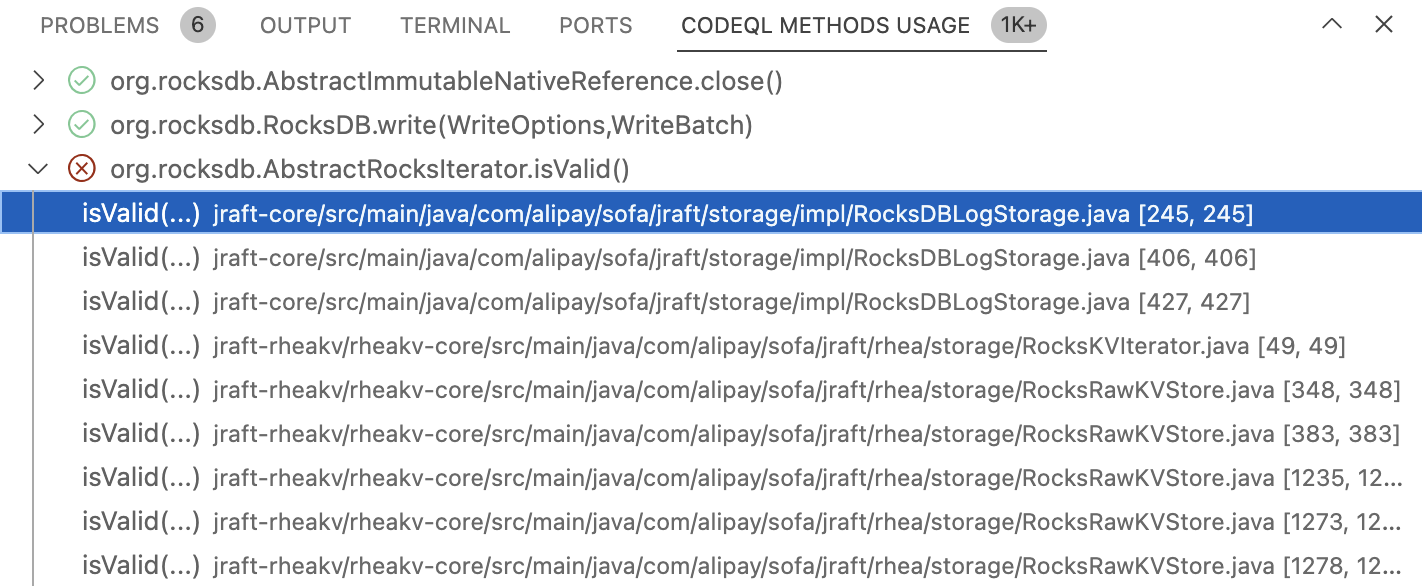 PROBLEMS 6 OUTPUT TERMINAL PORTS CODEQL METHODS USAGE 1K+
org.rocksdb.AbstractImmutableNativeReference.close()
org.rocksdb.RocksDB.write(WriteOptions,WriteBatch)
org.rocksdb.AbstractRocksIterator.isValid()
isValid(...) jraft-core/src/main/java/com/alipay/sofa/jraft/storage/impl/RocksDBLogStorage.java [245, 245]
isValid(...) jraft-core/src/main/java/com/alipay/sofa/jraft/storage/impl/RocksDBLogStorage.java [406, 406]
isValid(...) jraft-core/src/main/java/com/alipay/sofa/jraft/storage/impl/RocksDBLogStorage.java [427, 427]
isValid(...) jraft-rheakv/rheakv-core/src/main/java/com/alipay/sofa/jraft/rhea/storage/RocksKVIterator.java [49, 49]
isValid(...) jraft-rheakv/rheakv-core/src/main/java/com/alipay/sofa/jraft/rhea/storage/RocksRawKVStore.java [348, 348]
isValid(...) jraft-rheakv/rheakv-core/src/main/java/com/alipay/sofa/jraft/rhea/storage/RocksRawKVStore.java [383, 383]
isValid(...) jraft-rheakv/rheakv-core/src/main/java/com/alipay/sofa/jraft/rhea/storage/RocksRawKVStore.java [1235, 12...
isValid(...) jraft-rheakv/rheakv-core/src/main/java/com/alipay/sofa/jraft/rhea/storage/RocksRawKVStore.java [1273, 12...
isValid(...) jraft-rheakv/rheakv-core/src/main/java/com/alipay/sofa/jraft/rhea/storage/RocksRawKVStore.java [1278, 12...